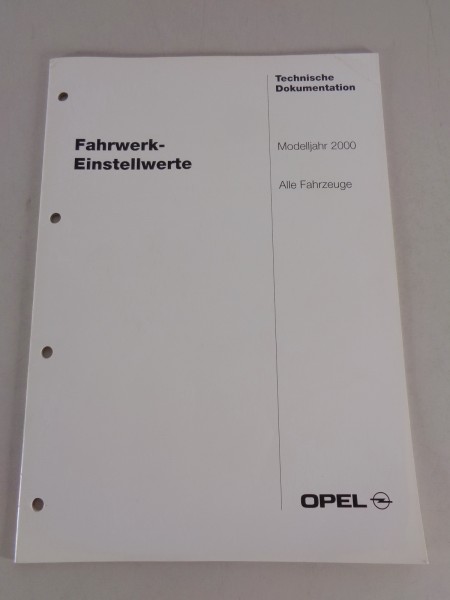 Technische
Dokumentation
Fahrwerk-
Einstellwerte
Modelljahr 2000
Alle Fahrzeuge
OPEL